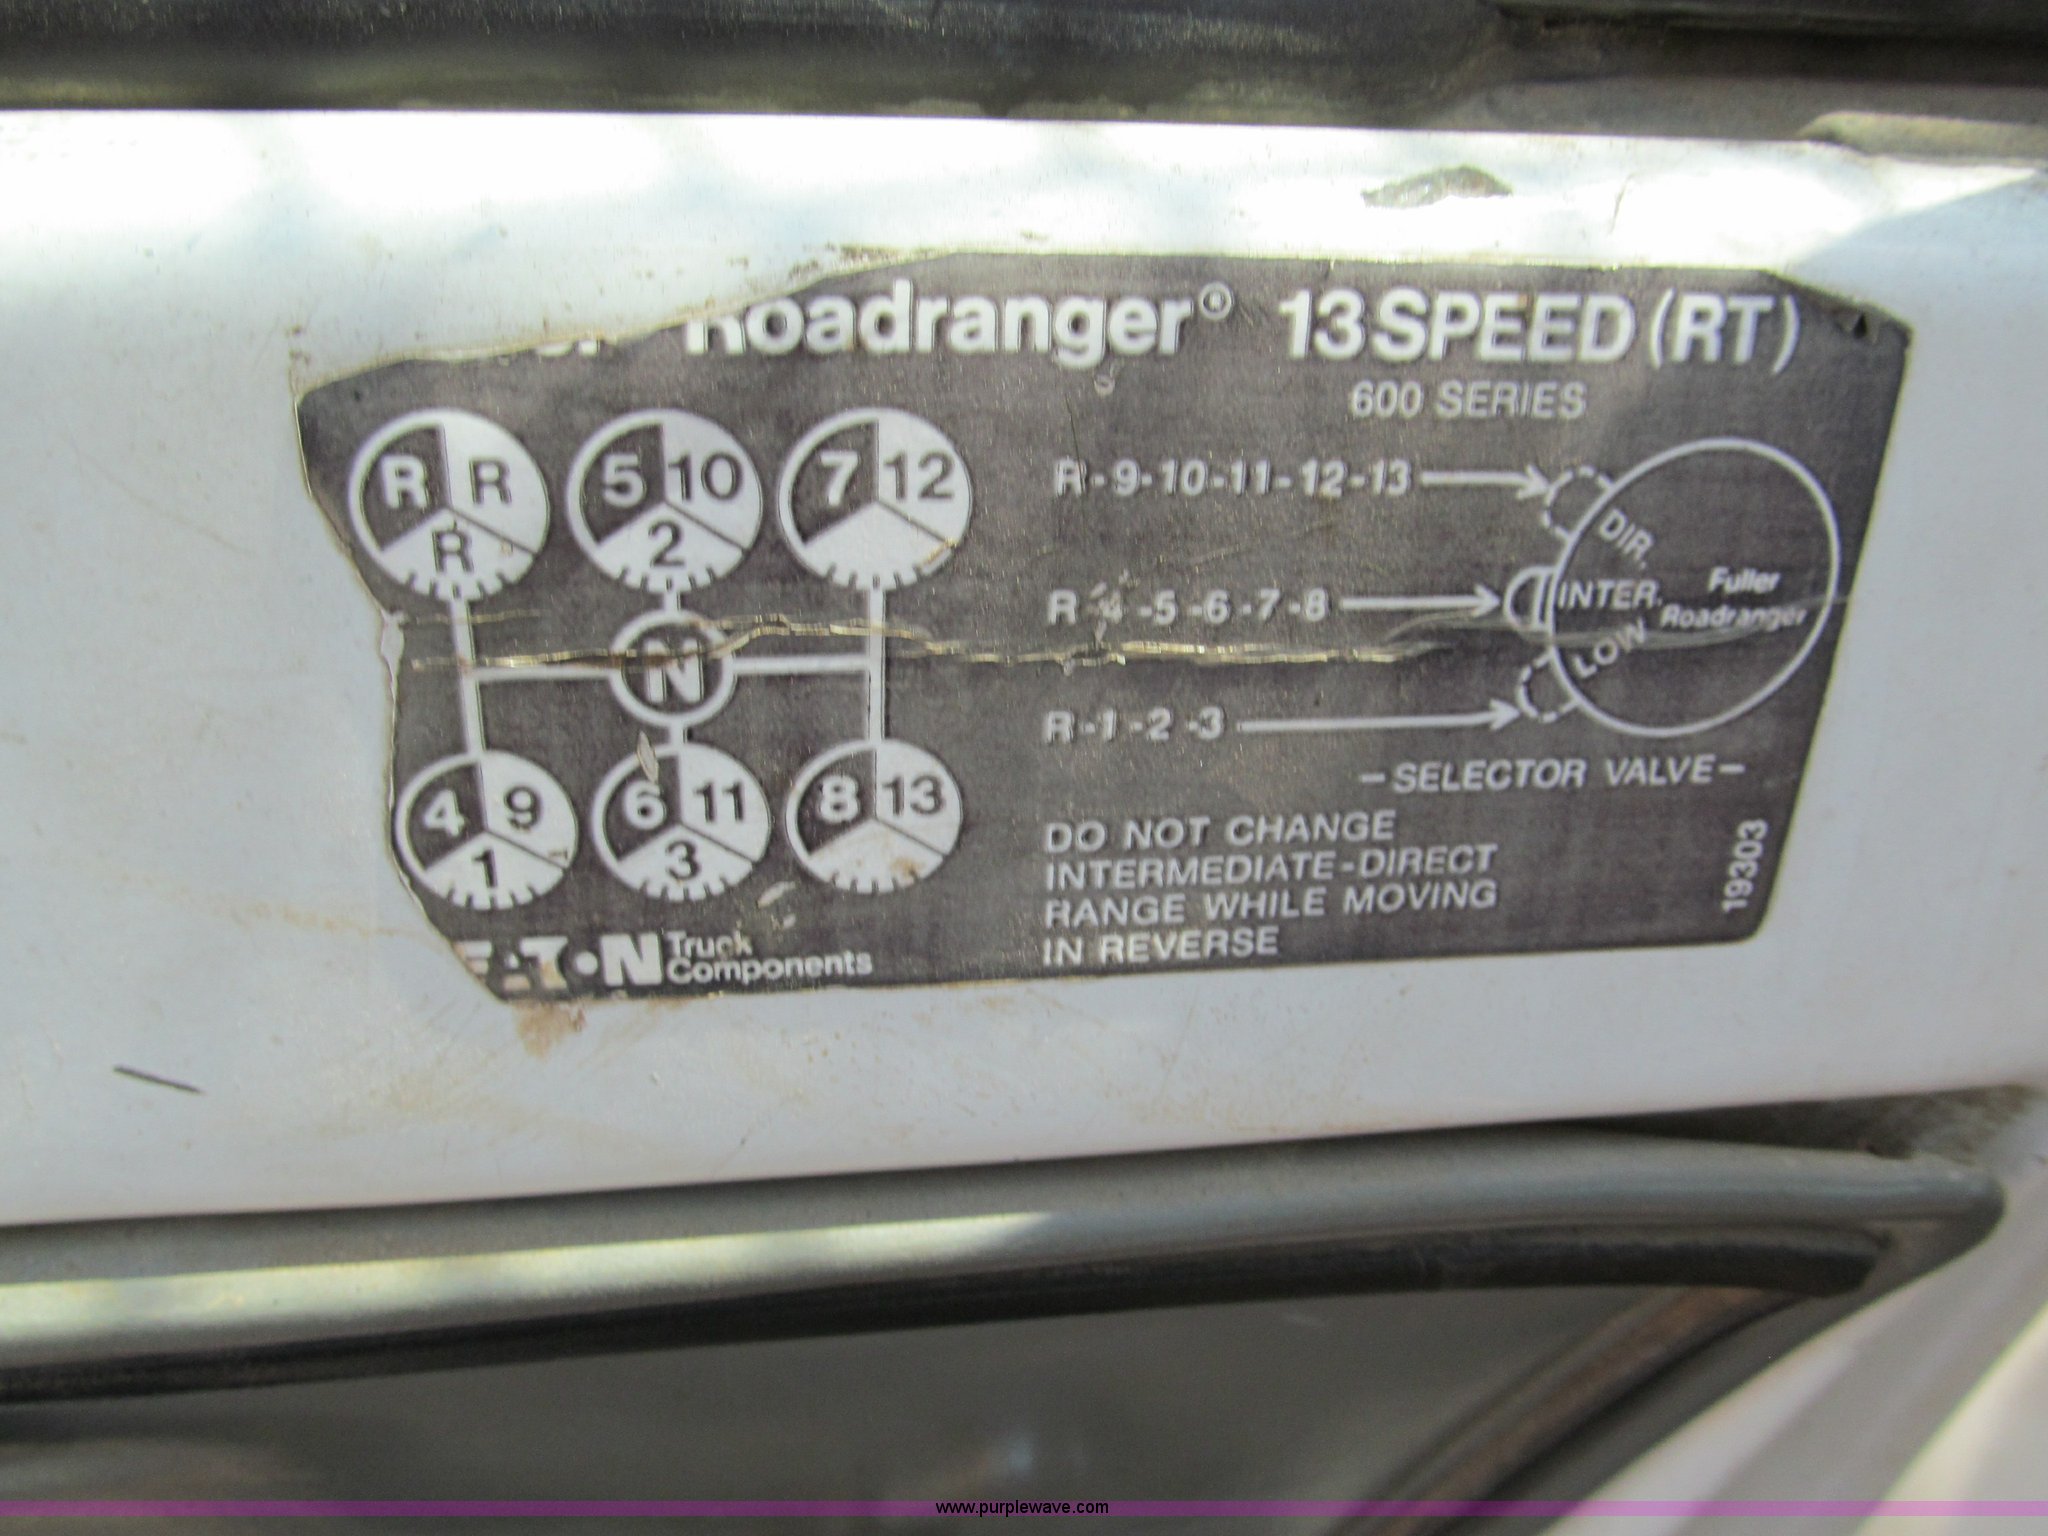 Roadranger® 13 SPEED (RT)
600 SERIES
R R R
5 10 2
7 12
N
4 9 1
6 11 3
8 13
R-9-10-11-12-13
R-4-5-6-7-8
R-1-2-3
DIR.
INTER.
LOW
Fuller
Roadranger
-SELECTOR VALVE-
DO NOT CHANGE
INTERMEDIATE-DIRECT
RANGE WHILE MOVING
IN REVERSE
19303
EATON Truck
Components
www.purplewave.com